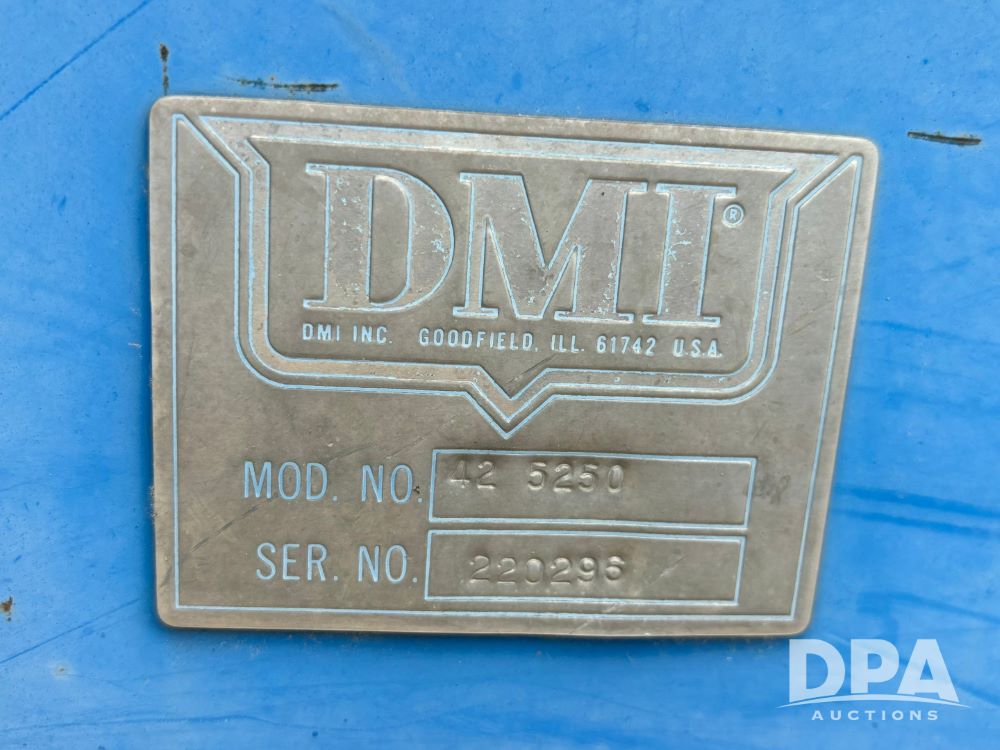 DMI®
DMI INC. GOODFIELD, ILL. 61742 U.S.A.
MOD. NO. 42 5250
SER. NO. 220296
DPA
AUCTIONS